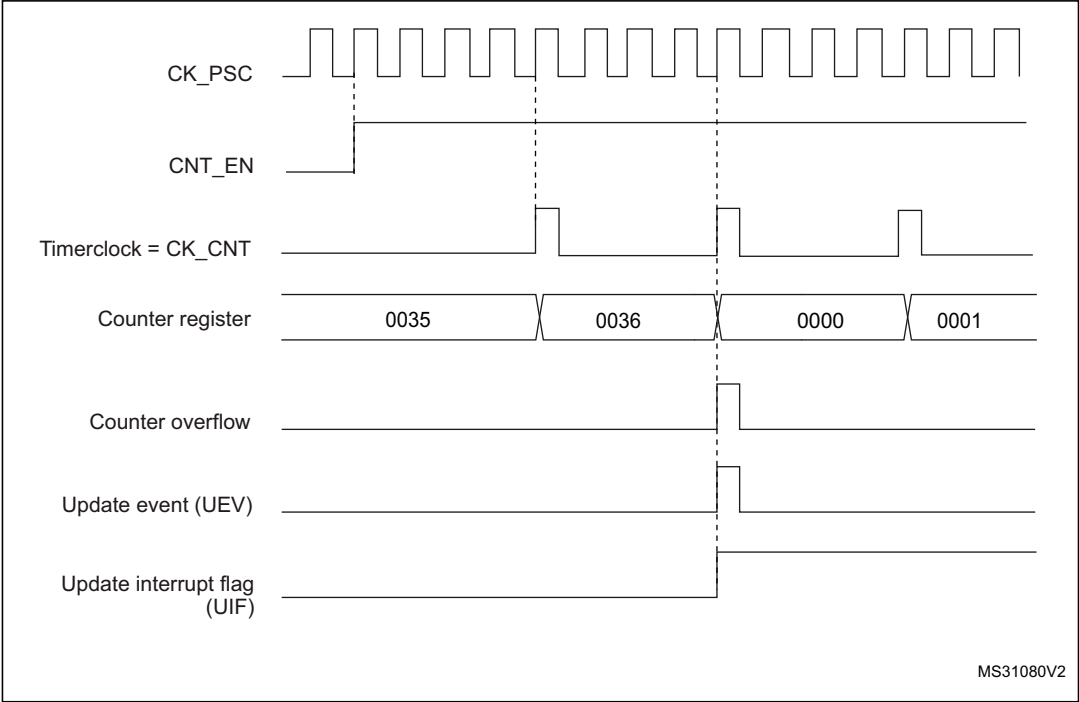 CK_PSC
CNT_EN
Timerclock = CK_CNT
Counter register
0035 0036 0000 0001
Counter overflow
Update event (UEV)
Update interrupt flag
(UIF)
MS31080V2